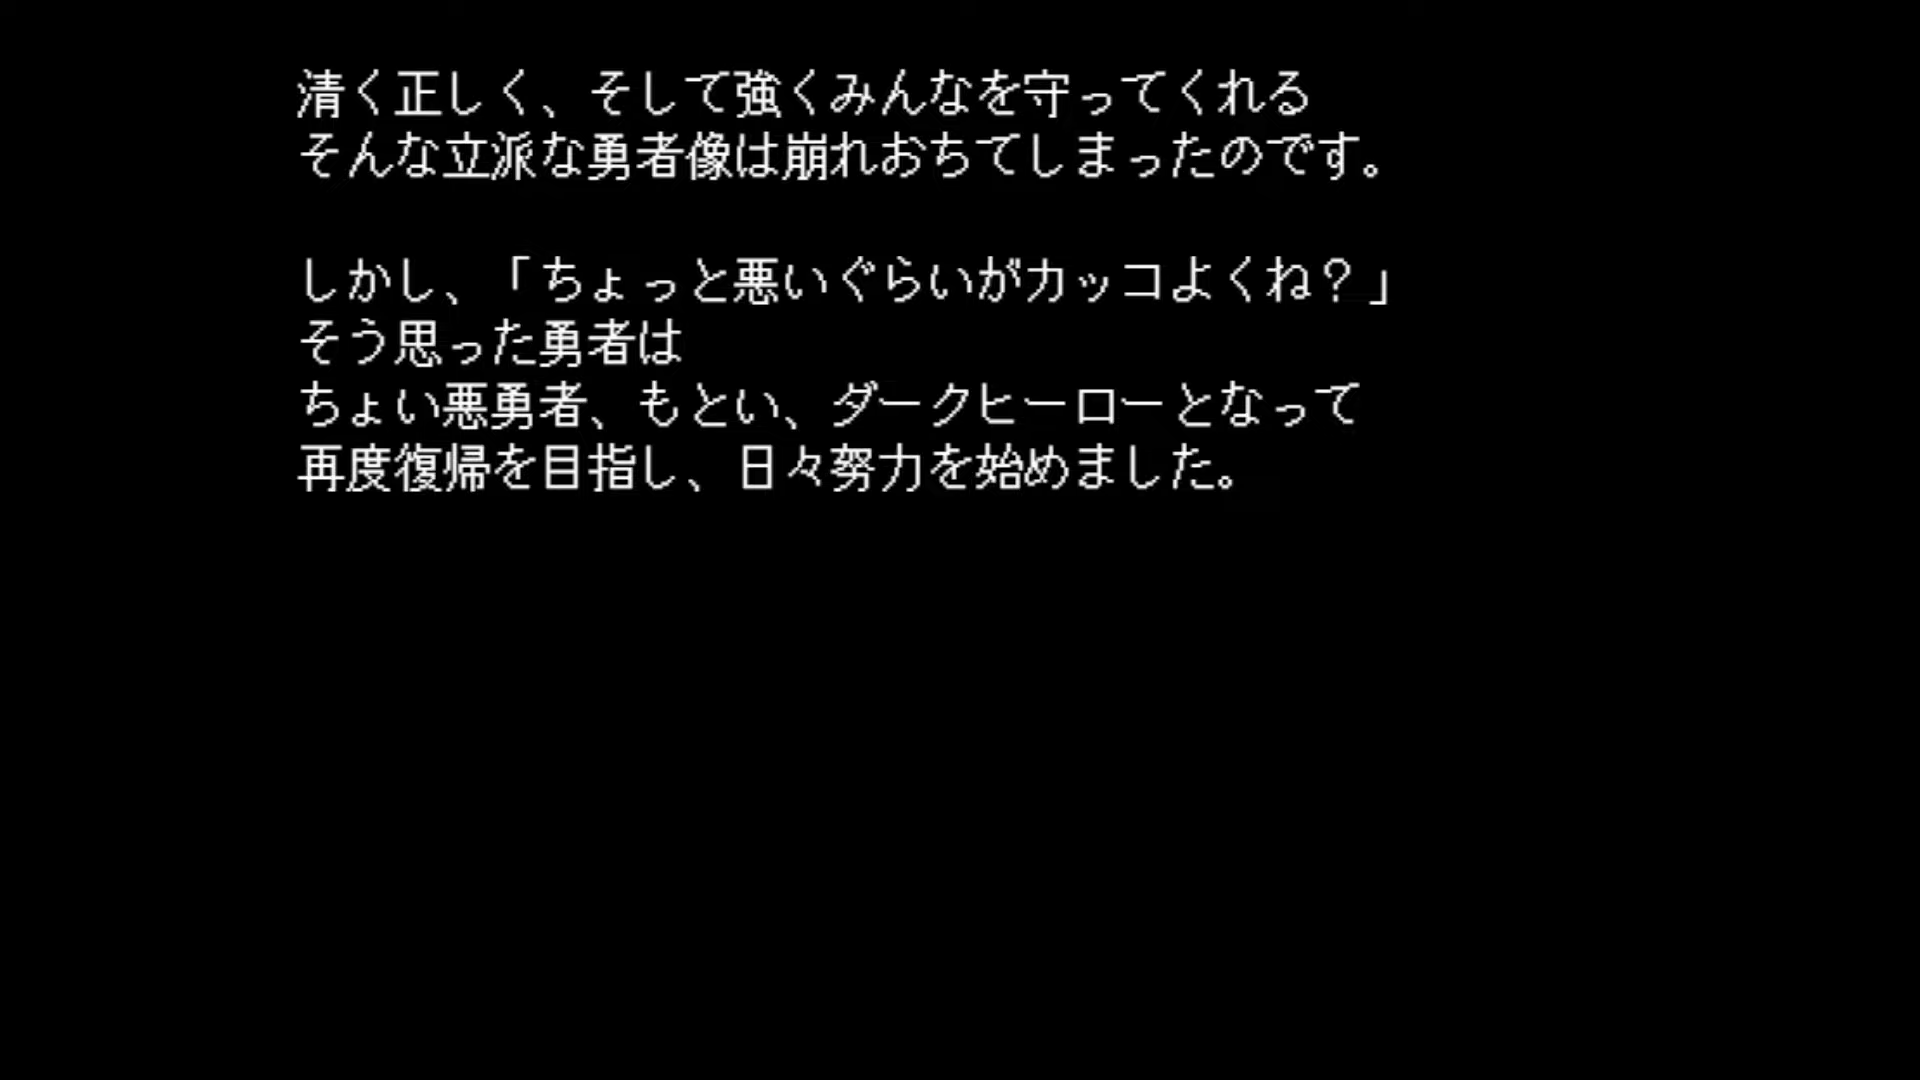 清く正しく、そして強くみんなを守ってくれる
そんな立派な勇者像は崩れおちてしまったのです。
しかし、「ちょっと悪いぐらいがカッコよくね？」
そう思った勇者は
ちょい悪勇者、もとい、ダークヒーローとなって
再度復帰を目指し、日々努力を始めました。